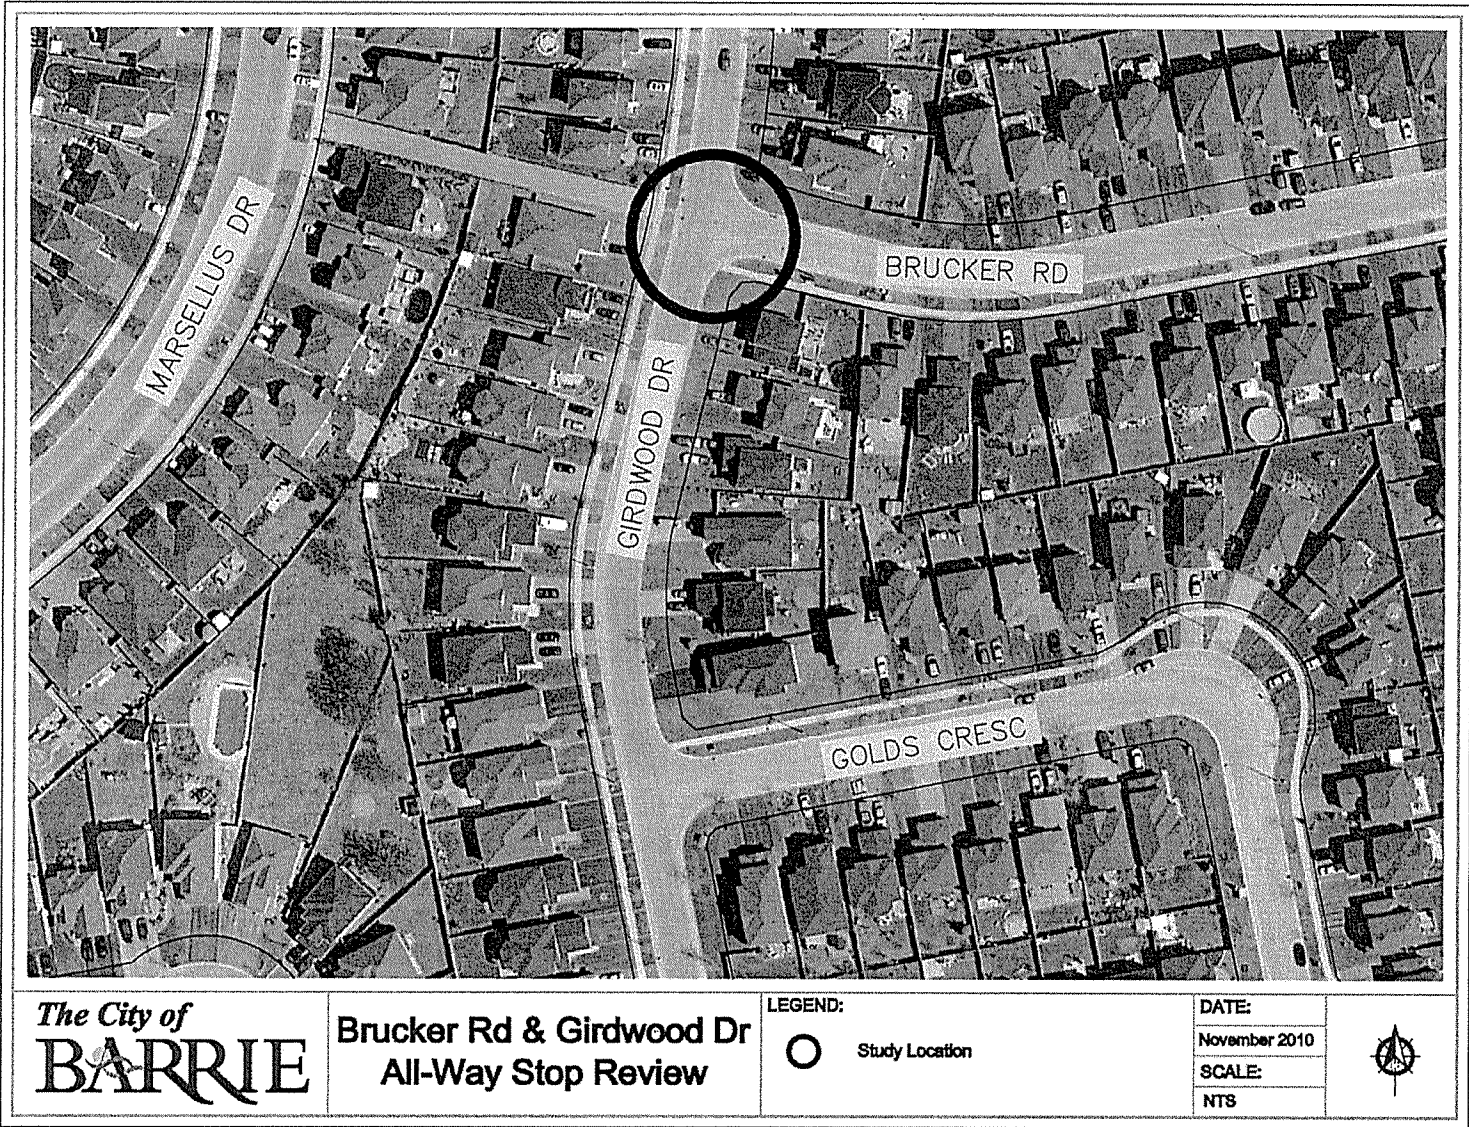 MARSELLUS DR
BRUCKER RD
GIRDWOOD DR
GOLDS CRESC
The City of
BARRIE
Brucker Rd & Girdwood Dr
All-Way Stop Review
LEGEND:
Study Location
DATE:
November 2010
SCALE:
NTS